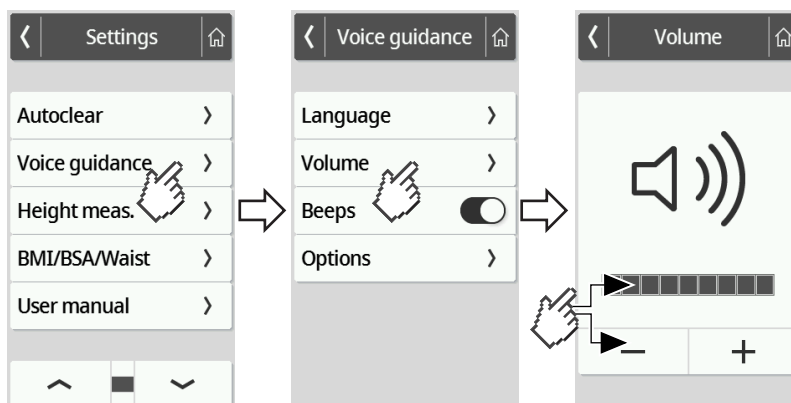 Settings
Autoclear
Voice guidance
Height meas.
BMI/BSA/Waist
User manual
Voice guidance
Language
Volume
Beeps
Options
Volume